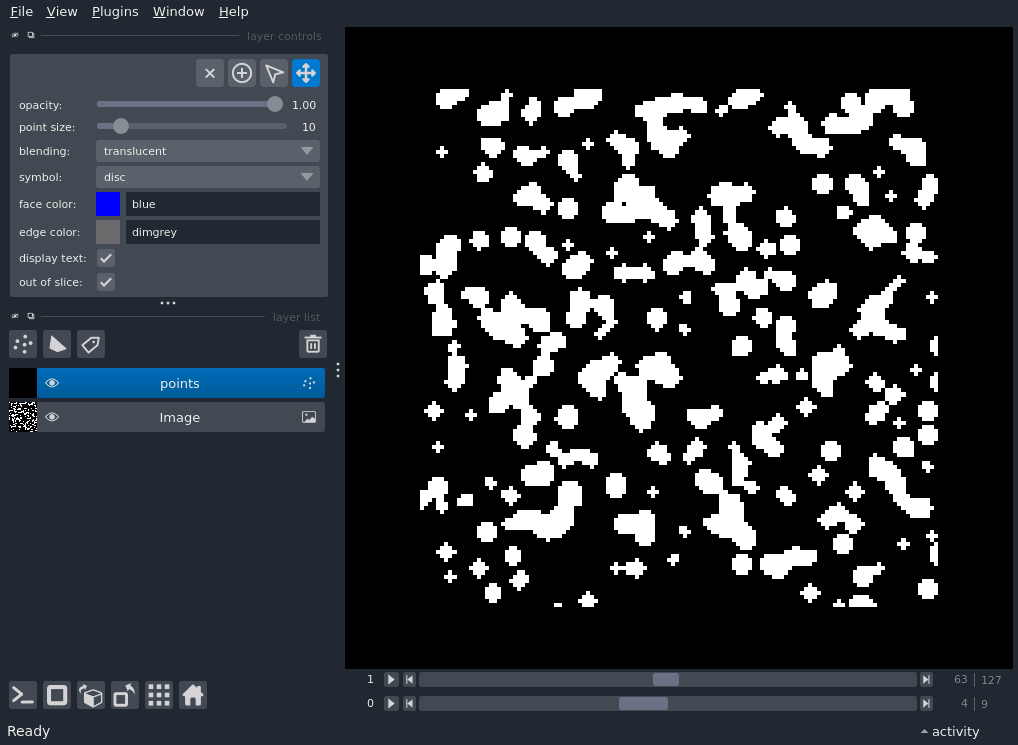 File View Plugins Window Help
layer controls
opacity: 1.00
point size: 10
blending: translucent
symbol: disc
face color: blue
edge color: dimgrey
display text:
out of slice:
layer list
points
Image
1 63 | 127
0 4 | 9
Ready activity